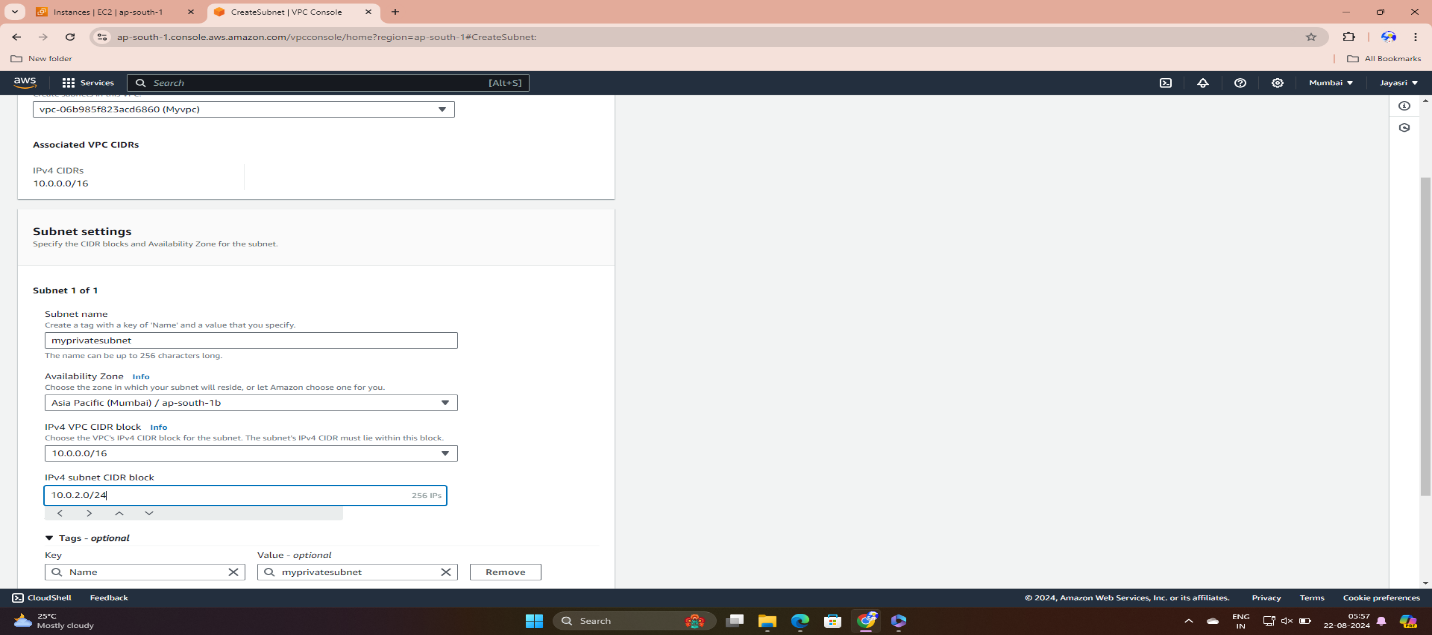 Instances | EC2 | ap-south-1
CreateSubnet | VPC Console
ap-south-1.console.aws.amazon.com/vpcconsole/home?region=ap-south-1#CreateSubnet:
New folder
All Bookmarks
aws
Services
Search
[Alt+S]
Mumbai
Jayasri
vpc-06b985f823acd6860 (Myvpc)
Associated VPC CIDRs
IPv4 CIDRs
10.0.0.0/16
Subnet settings
Specify the CIDR blocks and Availability Zone for the subnet.
Subnet 1 of 1
Subnet name
Create a tag with a key of 'Name' and a value that you specify.
myprivatesubnet
The name can be up to 256 characters long.
Availability Zone Info
Choose the zone in which your subnet will reside, or let Amazon choose one for you.
Asia Pacific (Mumbai) / ap-south-1b
IPv4 VPC CIDR block Info
Choose the VPC's IPv4 CIDR block for the subnet. The subnet's IPv4 CIDR must lie within this block.
10.0.0.0/16
IPv4 subnet CIDR block
10.0.2.0/24
256 IPs
Tags - optional
Key
Value - optional
Name
myprivatesubnet
Remove
CloudShell
Feedback
© 2024, Amazon Web Services, Inc. or its affiliates.
Privacy
Terms
Cookie preferences
25°C
Mostly cloudy
Search
ENG
IN
05:57
22-08-2024